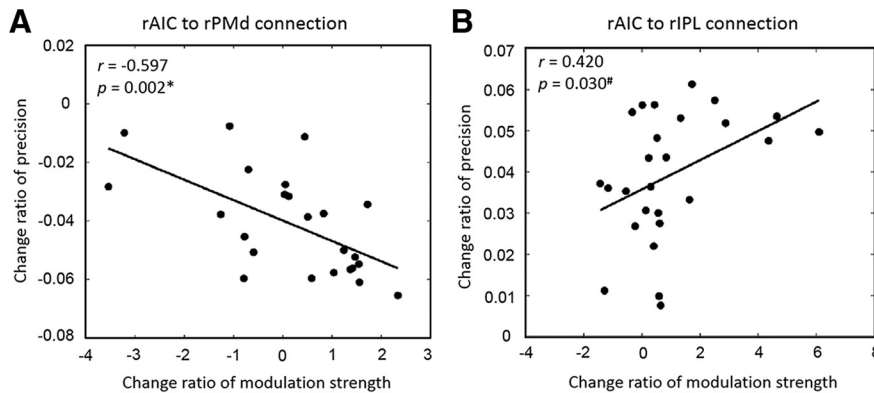 A
rAIC to rPMd connection
r = -0.597
p = 0.002*
0.02
0
-0.02
-0.04
-0.06
-0.08
Change ratio of precision
-4 -3 -2 -1 0 1 2 3
Change ratio of modulation strength
B
rAIC to rIPL connection
r = 0.420
p = 0.030#
0.07
0.06
0.05
0.04
0.03
0.02
0.01
0
Change ratio of precision
-4 -2 0 2 4 6 8
Change ratio of modulation strength